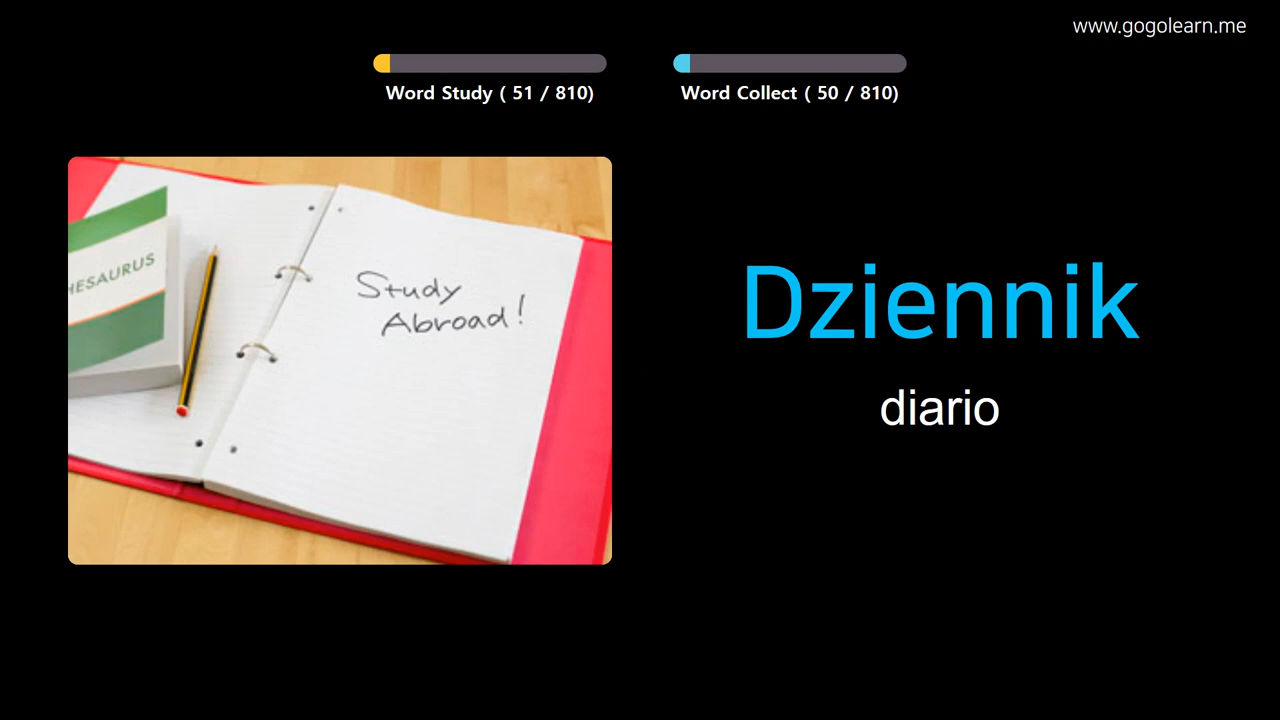 www.gogolearn.me
Word Study ( 51 / 810)
Word Collect ( 50 / 810)
HESAURUS
Study
Abroad!
Dziennik
diario